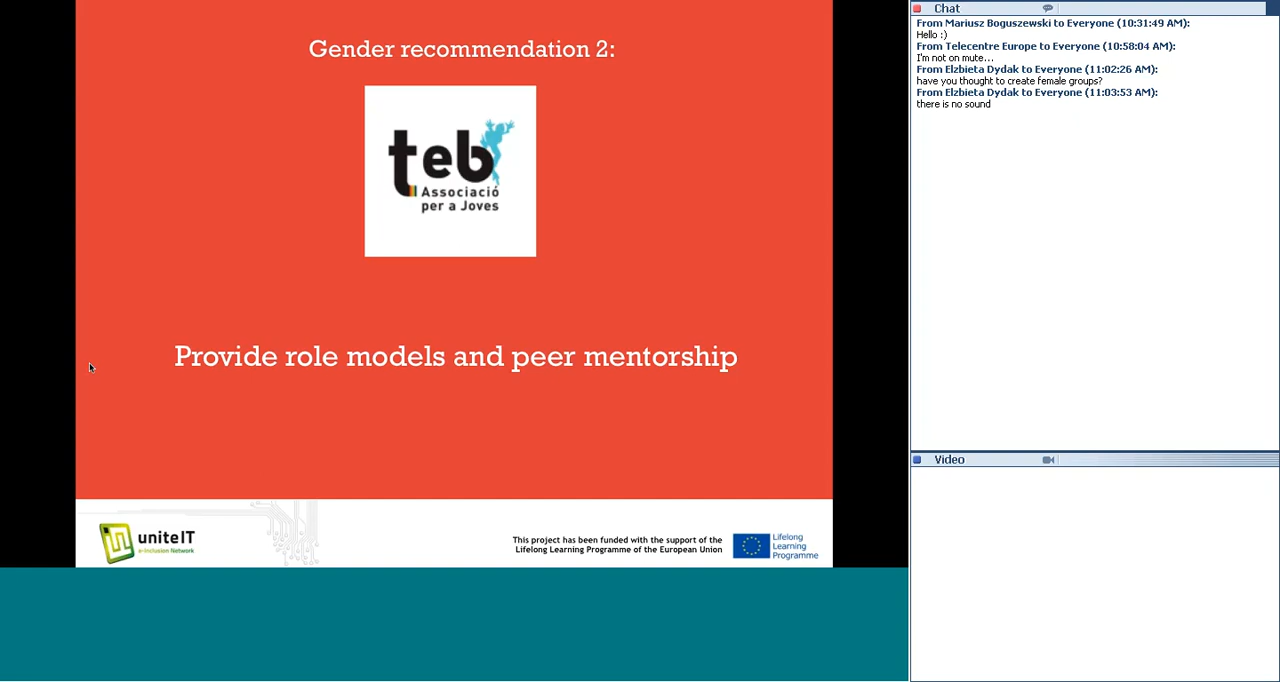 Gender recommendation 2:
teb
Associació
per a Joves
Provide role models and peer mentorship
uniteIT
e-Inclusion Network
This project has been funded with the support of the
Lifelong Learning Programme of the European Union
Lifelong
Learning
Programme
Chat
From Mariusz Boguszewski to Everyone (10:31:49 AM):
Hello :)
From Telecentre Europe to Everyone (10:58:04 AM):
I'm not on mute...
From Elzbieta Dydak to Everyone (11:02:26 AM):
have you thought to create female groups?
From Elzbieta Dydak to Everyone (11:03:53 AM):
there is no sound
Video